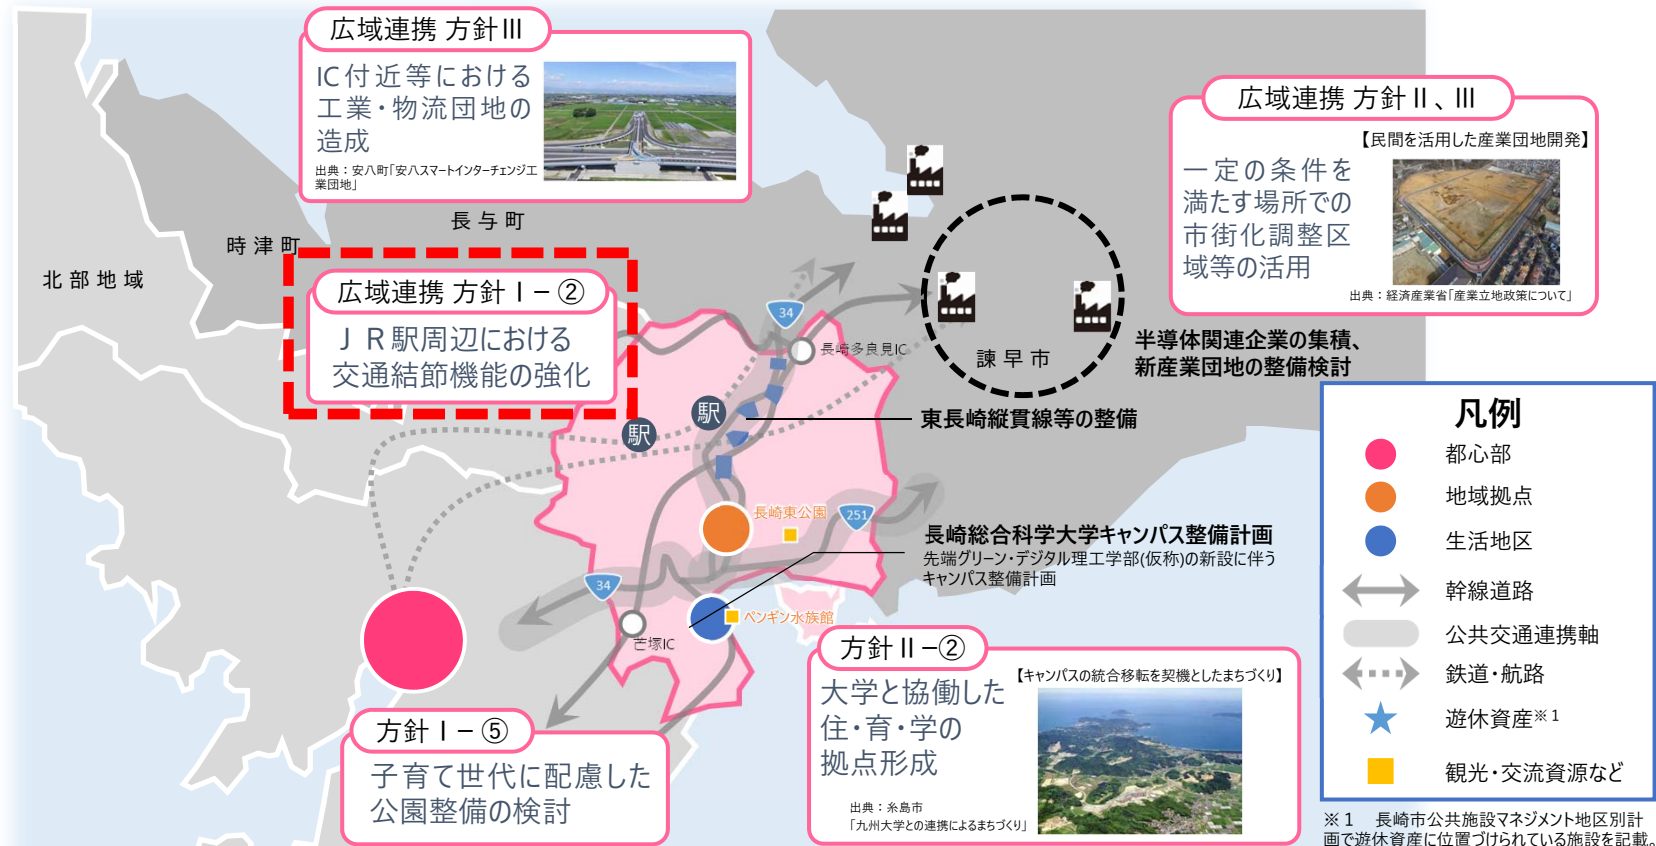 広域連携 方針Ⅲ
IC付近等における
工業・物流団地の
造成
出典：安八町「安八スマートインターチェンジ工
業団地」
広域連携 方針Ⅱ、Ⅲ
【民間を活用した産業団地開発】
一定の条件を
満たす場所での
市街化調整区
域等の活用
出典：経済産業省「産業立地政策について」
長与町
時津町
北部地域
広域連携 方針Ⅰ－②
ＪＲ駅周辺における
交通結節機能の強化
34
長崎多良見IC
諫早市
半導体関連企業の集積、
新産業団地の整備検討
駅
駅
東長崎縦貫線等の整備
長崎東公園
251
長崎総合科学大学キャンパス整備計画
先端グリーン・デジタル理工学部(仮称)の新設に伴う
キャンパス整備計画
34
ペンギン水族館
芒塚IC
方針Ⅰ－⑤
子育て世代に配慮した
公園整備の検討
方針Ⅱ－②
【キャンパスの統合移転を契機としたまちづくり】
大学と協働した
住・育・学の
拠点形成
出典：糸島市
「九州大学との連携によるまちづくり」
凡例
都心部
地域拠点
生活地区
幹線道路
公共交通連携軸
鉄道・航路
遊休資産※1
観光・交流資源など
※1　長崎市公共施設マネジメント地区別計
画で遊休資産に位置づけられている施設を記載。